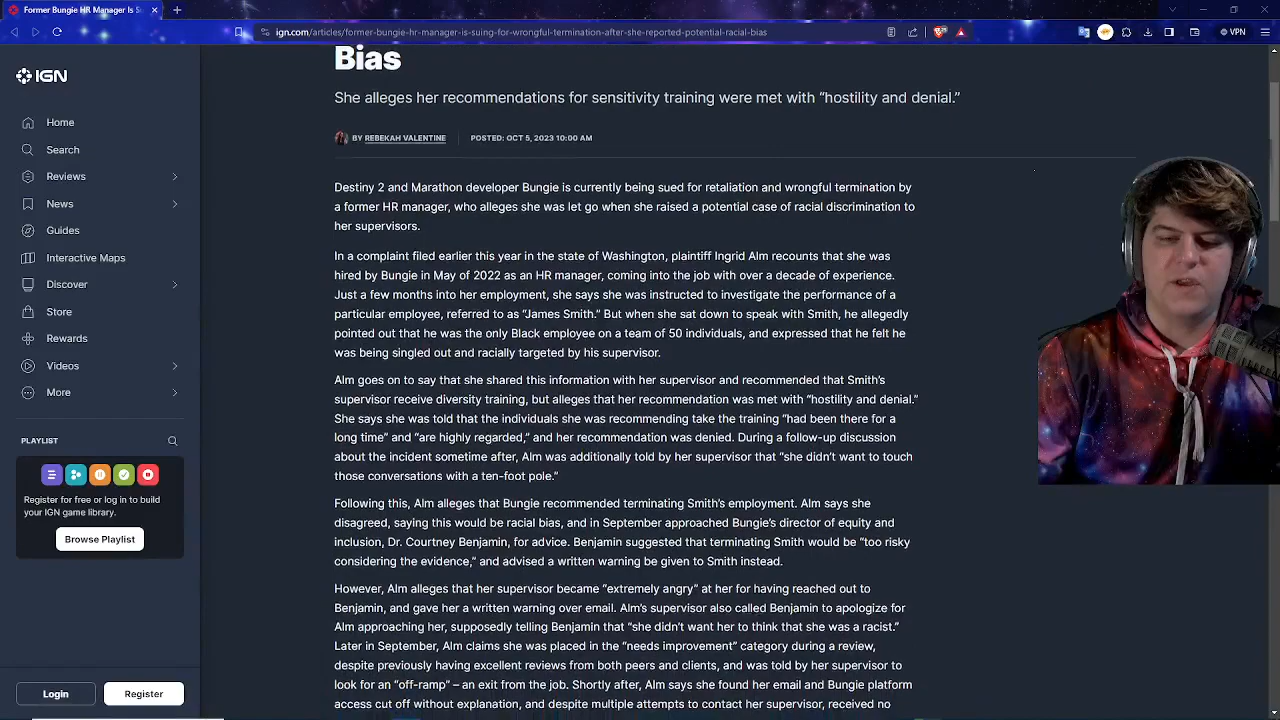 Former Bungie HR Manager Is S
ign.com/articles/former-bungie-hr-manager-is-suing-for-wrongful-termination-after-she-reported-potential-racial-bias
VPN
IGN
Home
Search
Reviews
News
Guides
Interactive Maps
Discover
Store
Rewards
Videos
More
PLAYLIST
Register for free or log in to build
your IGN game library.
Browse Playlist
Login
Register
Bias
She alleges her recommendations for sensitivity training were met with “hostility and denial.”
BY REBEKAH VALENTINE
POSTED: OCT 5, 2023 10:00 AM
Destiny 2 and Marathon developer Bungie is currently being sued for retaliation and wrongful termination by
a former HR manager, who alleges she was let go when she raised a potential case of racial discrimination to
her supervisors.
In a complaint filed earlier this year in the state of Washington, plaintiff Ingrid Alm recounts that she was
hired by Bungie in May of 2022 as an HR manager, coming into the job with over a decade of experience.
Just a few months into her employment, she says she was instructed to investigate the performance of a
particular employee, referred to as “James Smith.” But when she sat down to speak with Smith, he allegedly
pointed out that he was the only Black employee on a team of 50 individuals, and expressed that he felt he
was being singled out and racially targeted by his supervisor.
Alm goes on to say that she shared this information with her supervisor and recommended that Smith’s
supervisor receive diversity training, but alleges that her recommendation was met with “hostility and denial.”
She says she was told that the individuals she was recommending take the training “had been there for a
long time” and “are highly regarded,” and her recommendation was denied. During a follow-up discussion
about the incident sometime after, Alm was additionally told by her supervisor that “she didn’t want to touch
those conversations with a ten-foot pole.”
Following this, Alm alleges that Bungie recommended terminating Smith’s employment. Alm says she
disagreed, saying this would be racial bias, and in September approached Bungie’s director of equity and
inclusion, Dr. Courtney Benjamin, for advice. Benjamin suggested that terminating Smith would be “too risky
considering the evidence,” and advised a written warning be given to Smith instead.
However, Alm alleges that her supervisor became “extremely angry” at her for having reached out to
Benjamin, and gave her a written warning over email. Alm’s supervisor also called Benjamin to apologize for
Alm approaching her, supposedly telling Benjamin that “she didn’t want her to think that she was a racist.”
Later in September, Alm claims she was placed in the “needs improvement” category during a review,
despite previously having excellent reviews from both peers and clients, and was told by her supervisor to
look for an “off-ramp” – an exit from the job. Shortly after, Alm says she found her email and Bungie platform
access cut off without explanation, and despite multiple attempts to contact her supervisor, received no